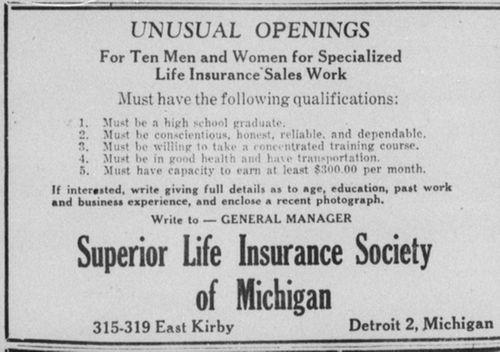 UNUSUAL OPENINGS
For Ten Men and Women for Specialized
Life Insurance Sales Work
Must have the following qualifications:
1. Must be a high school graduate.
2. Must be conscientious, honest, reliable, and dependable.
3. Must be willing to take a concentrated training course.
4. Must be in good health and have transportation.
5. Must have capacity to earn at least $300.00 per month.
If interested, write giving full details as to age, education, past work
and business experience, and enclose a recent photograph.
Write to — GENERAL MANAGER
Superior Life Insurance Society
of Michigan
315-319 East Kirby Detroit 2, Michigan